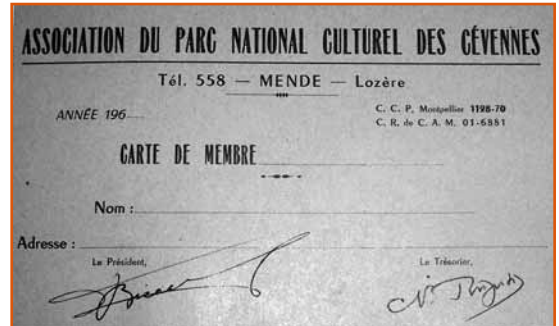 ASSOCIATION DU PARC NATIONAL CULTUREL DES CÉVENNES
Tél. 558 — MENDE — Lozère
ANNÉE 196
C. C. P. Montpellier 1198-70
C. R. de C. A. M. 01-6881
CARTE DE MEMBRE
Nom :
Adresse :
Le Président,
Le Trésorier,